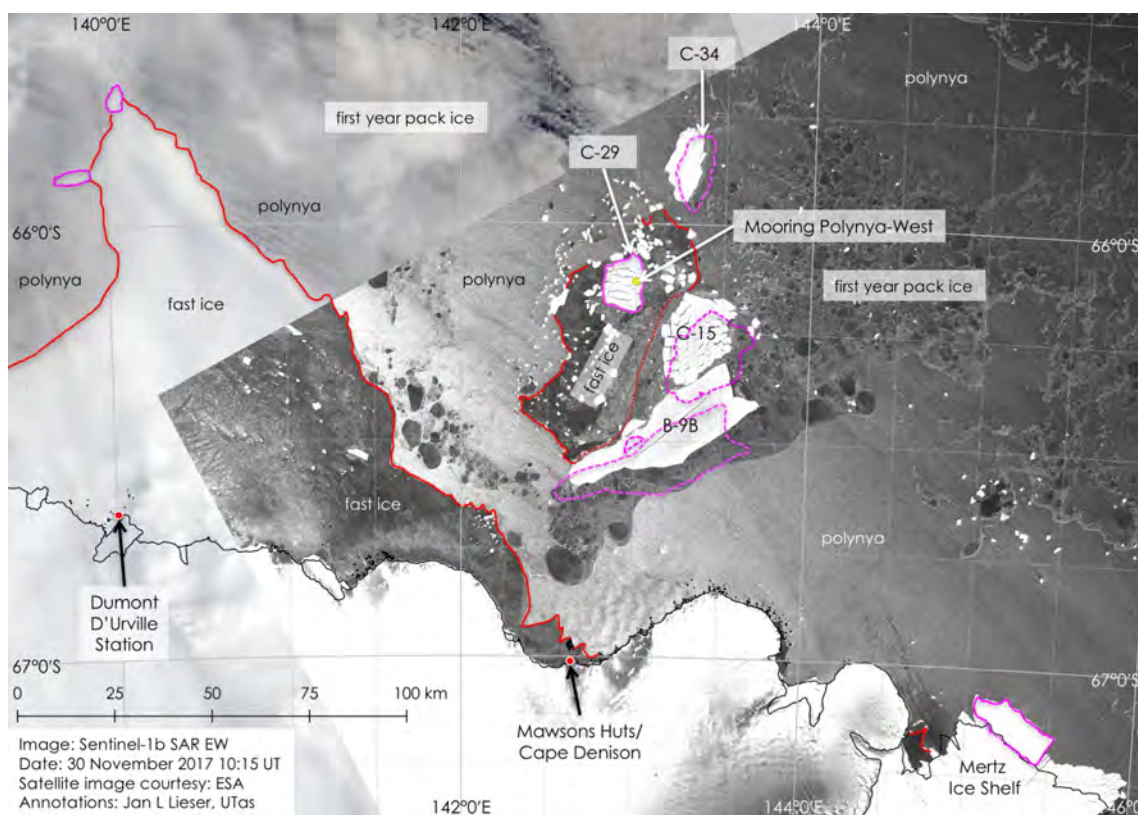 140°0'E
142°0'E
144°0'E
C-34
polynya
first year pack ice
C-29
polynya
Mooring Polynya-West
66°0'S
66°0'S
polynya
polynya
first year pack ice
fast ice
C-15
fast ice
B-9B
fast ice
polynya
Dumont
D'Urville
Station
67°0'S
67°0'S
0 25 50 75 100 km
Mawsons Huts/
Cape Denison
Image: Sentinel-1b SAR EW
Date: 30 November 2017 10:15 UT
Satellite image courtesy: ESA
Annotations: Jan L Lieser, UTas
Mertz
Ice Shelf
142°0'E
144°0'E
46°0'E